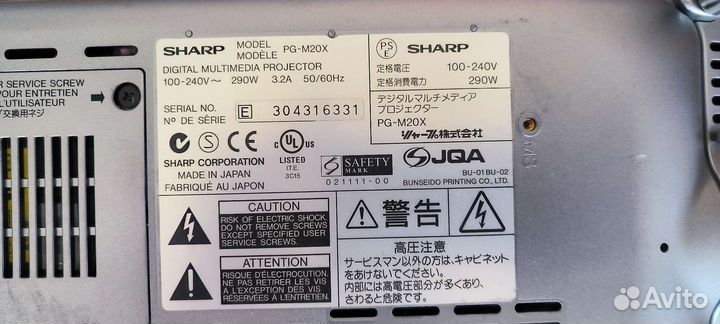 R SERVICE SCREW
POUR ENTRETIEN
L'UTILISATEUR
交換用ネジ
SHARP
MODEL
MODÈLE
PG-M20X
DIGITAL MULTIMEDIA PROJECTOR
100-240V～ 290W 3.2A 50/60Hz
SERIAL NO.
Nº DE SÉRIE
E 304316331
SHARP CORPORATION
MADE IN JAPAN
FABRIQUÉ AU JAPON
N
S
C UL US
LISTED
I.T.E.
3C15
SAFETY
MARK
021111-00
PS
E
SHARP
定格電圧 100-240V
定格消費電力 290W
デジタルマルチメディア
プロジェクター
PG-M20X
シャープ株式会社
JQA
BU-01 BU-02
BUNSEIDO PRINTING CO., LTD.
CAUTION
RISK OF ELECTRIC SHOCK.
DO NOT REMOVE SCREWS
EXCEPT SPECIFIED USER
SERVICE SCREWS.
ATTENTION
RISQUE D'ÉLECTROCUTION.
NE PAS RETIRER LES VIS
À L'EXCEPTION DES VIS
RÉSERVÉES À L'ENTRETIEN
警告
高圧注意
サービスマン以外の方は、キャビネット
をあけないでください。
内部には高電圧部分が多くあり、
さわると危険です。
M3
Avito